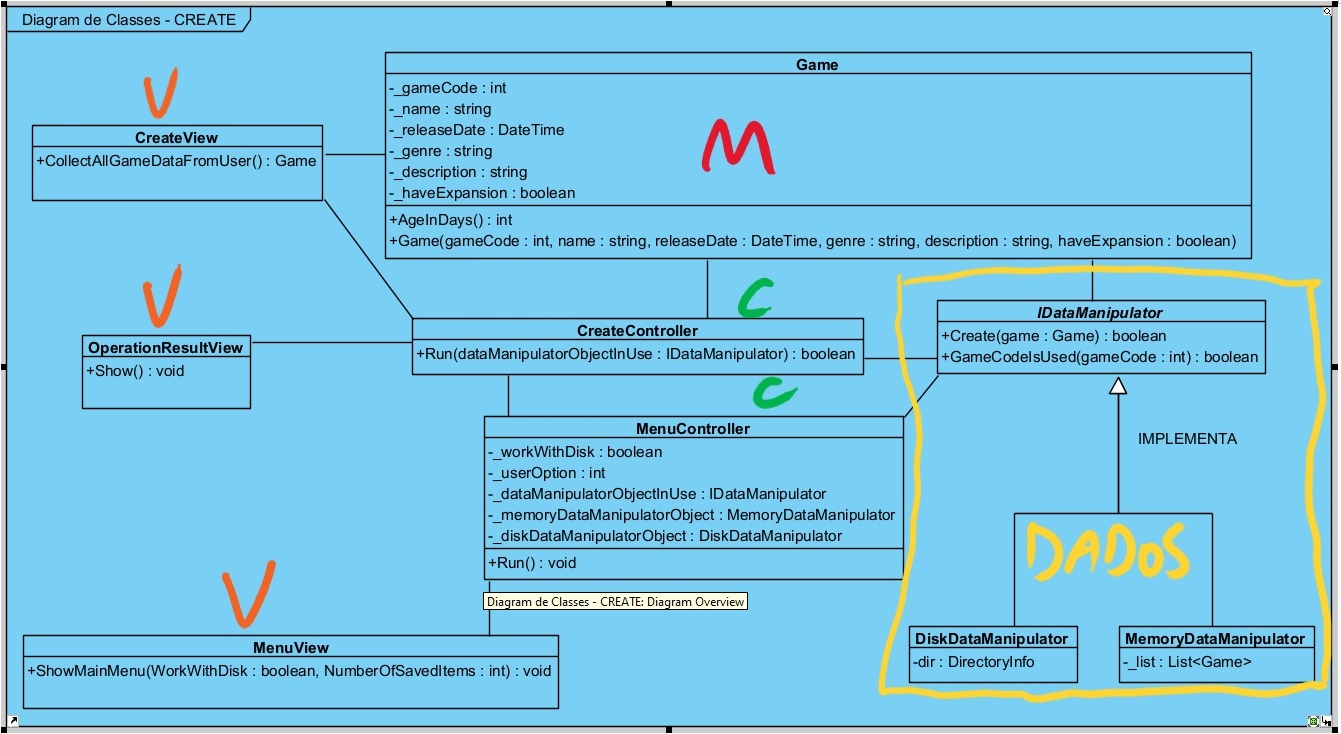 Diagram de Classes - CREATE
V
CreateView
+CollectAllGameDataFromUser() : Game
Game
-_gameCode : int
-_name : string
-_releaseDate : DateTime
-_genre : string
-_description : string
-_haveExpansion : boolean
+AgeInDays() : int
+Game(gameCode : int, name : string, releaseDate : DateTime, genre : string, description : string, haveExpansion : boolean)
M
V
OperationResultView
+Show() : void
C
CreateController
+Run(dataManipulatorObjectInUse : IDataManipulator) : boolean
IDataManipulator
+Create(game : Game) : boolean
+GameCodeIsUsed(gameCode : int) : boolean
C
MenuController
-_workWithDisk : boolean
-_userOption : int
-_dataManipulatorObjectInUse : IDataManipulator
-_memoryDataManipulatorObject : MemoryDataManipulator
-_diskDataManipulatorObject : DiskDataManipulator
+Run() : void
IMPLEMENTA
DADOS
Diagram de Classes - CREATE: Diagram Overview
V
MenuView
+ShowMainMenu(WorkWithDisk : boolean, NumberOfSavedItems : int) : void
DiskDataManipulator
-dir : DirectoryInfo
MemoryDataManipulator
-_list : List<Game>